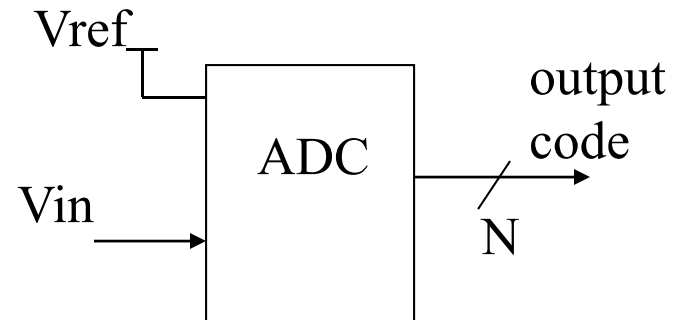 Vref
output
code
ADC
Vin
N